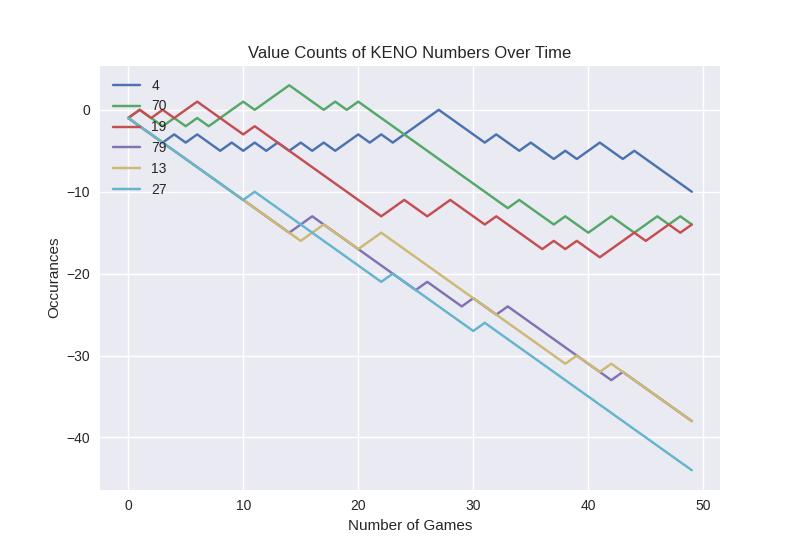 Value Counts of KENO Numbers Over Time
4
70
19
79
13
27
0
−10
−20
−30
−40
Occurances
0 10 20 30 40 50
Number of Games